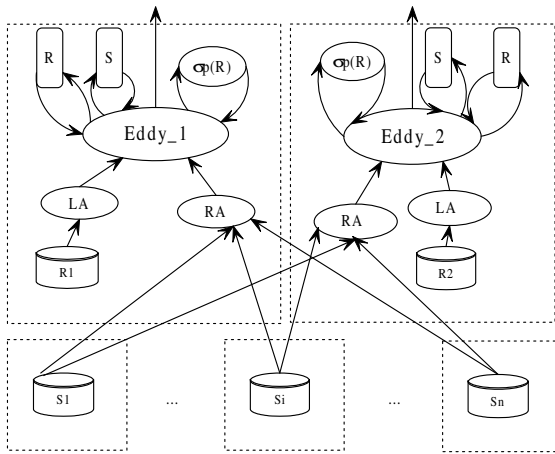 R
S
σp(R)
Eddy_1
LA
RA
R1
σp(R)
S
R
Eddy_2
RA
LA
R2
S1
...
Si
...
Sn